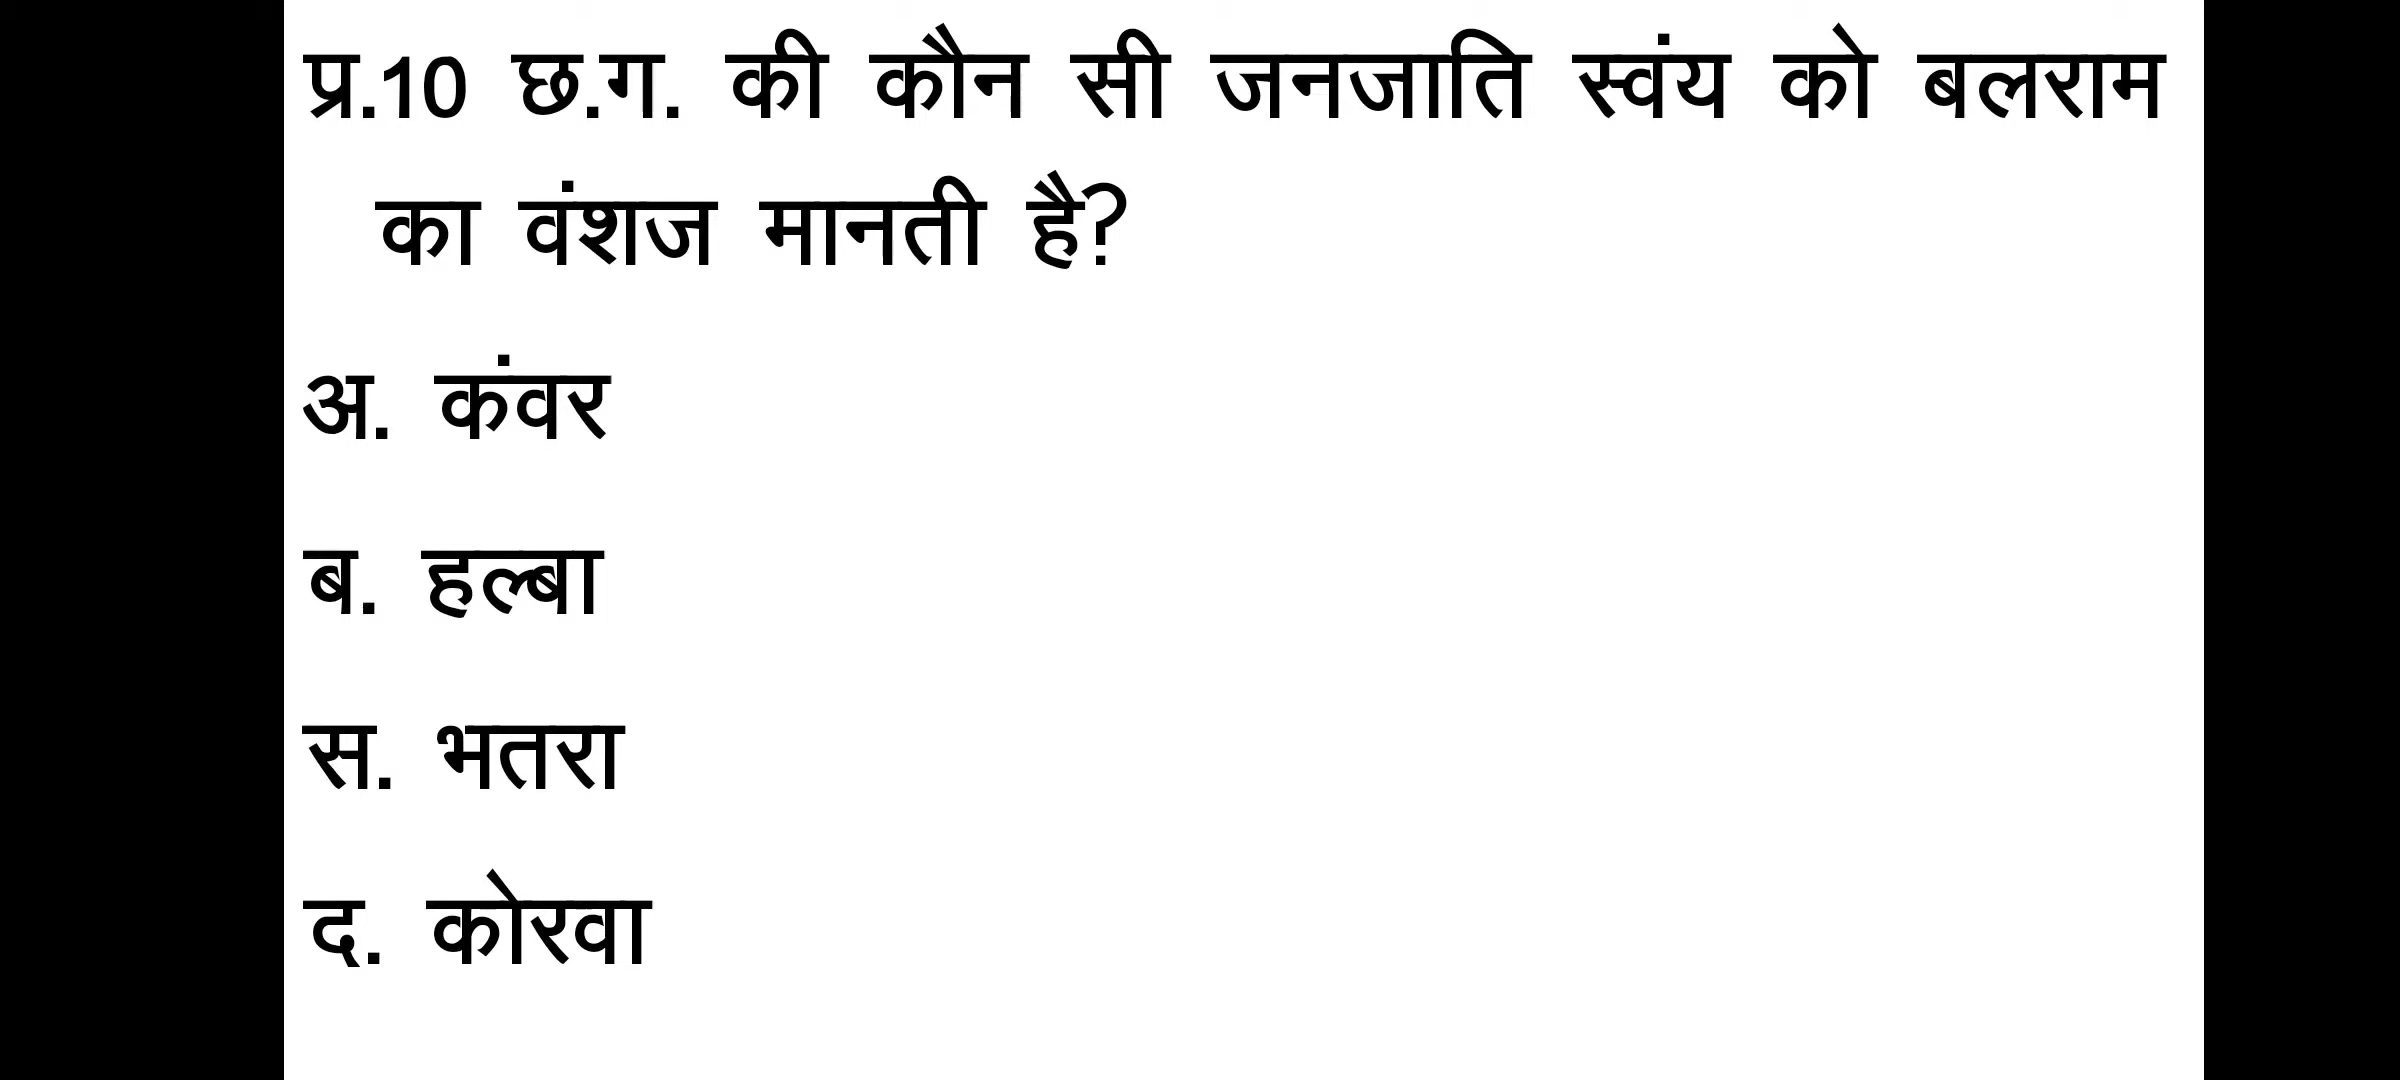 प्र.10 छ.ग. की कौन सी जनजाति स्वंय को बलराम
का वंशज मानती है?
अ. कंवर
ब. हल्बा
स. भतरा
द. कोरवा